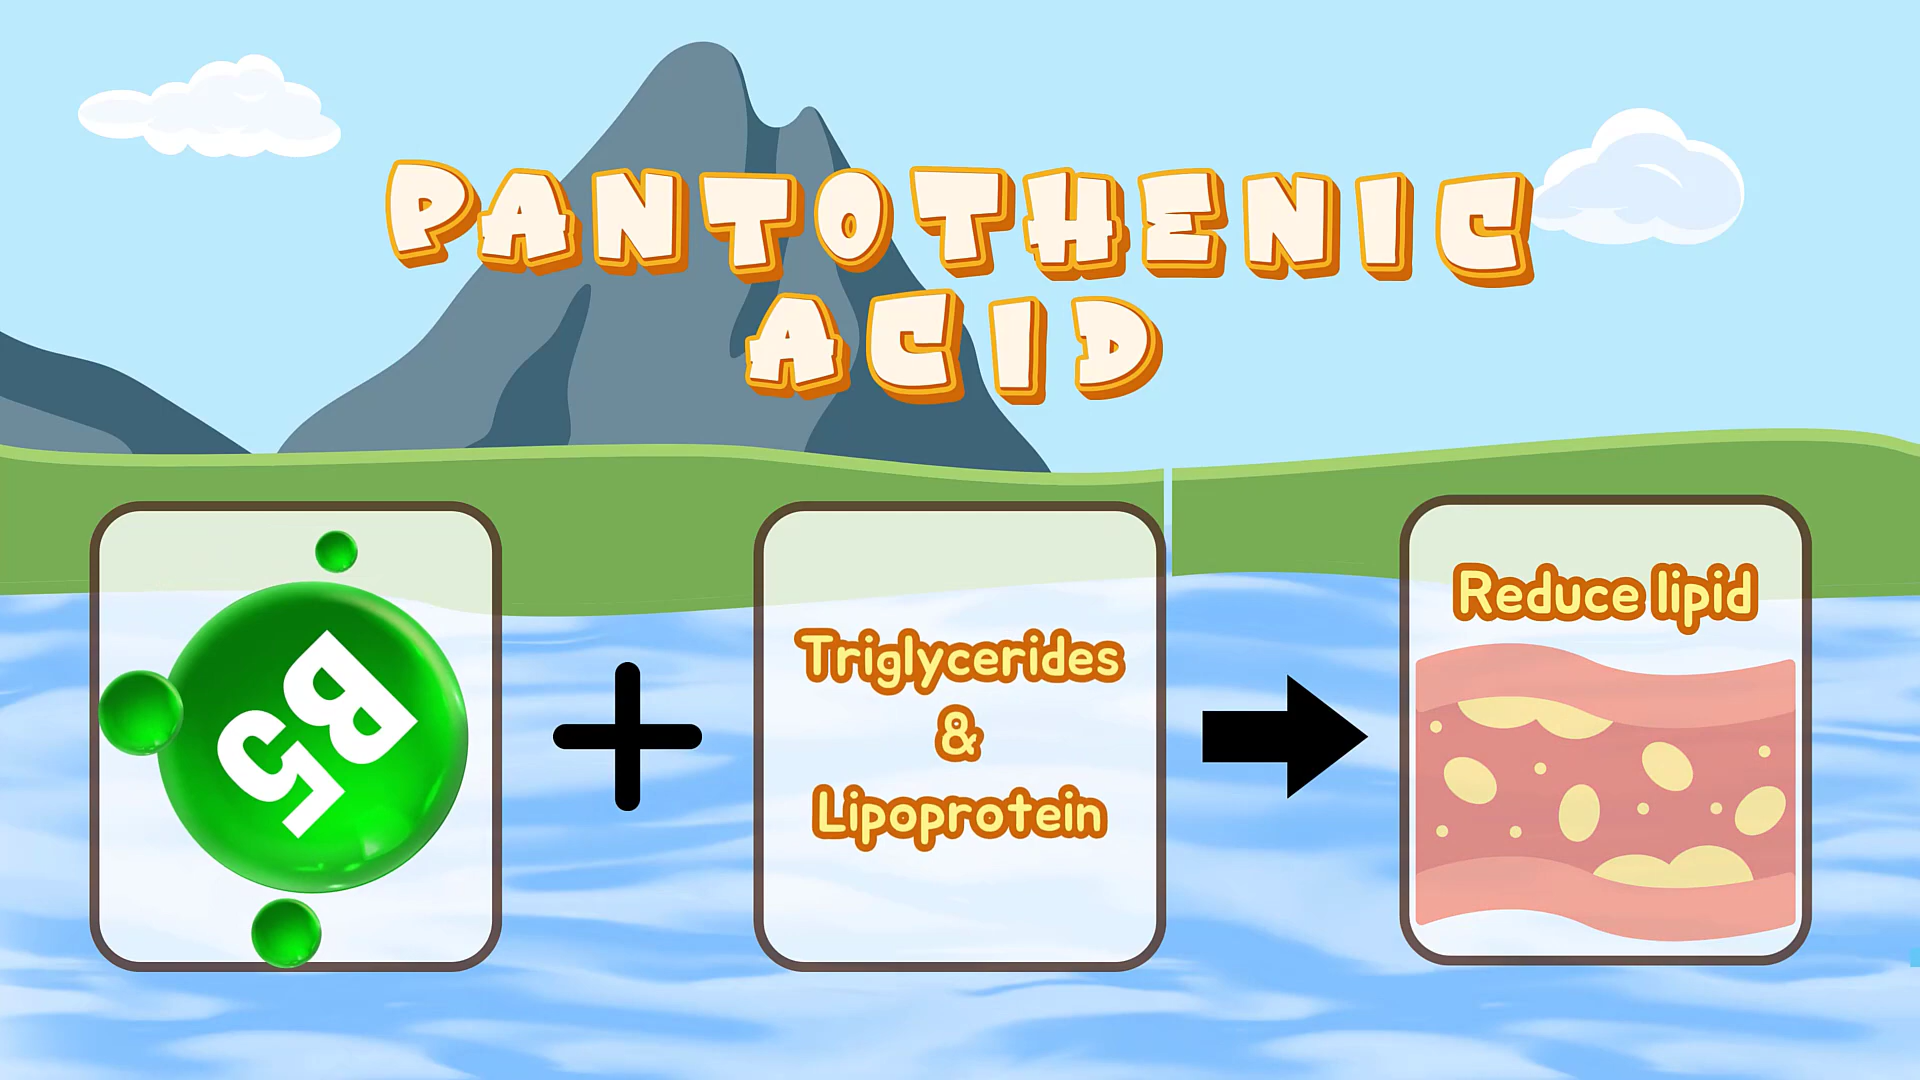 PANTOTHENIC
ACID
B5
Triglycerides
&
Lipoprotein
Reduce lipid